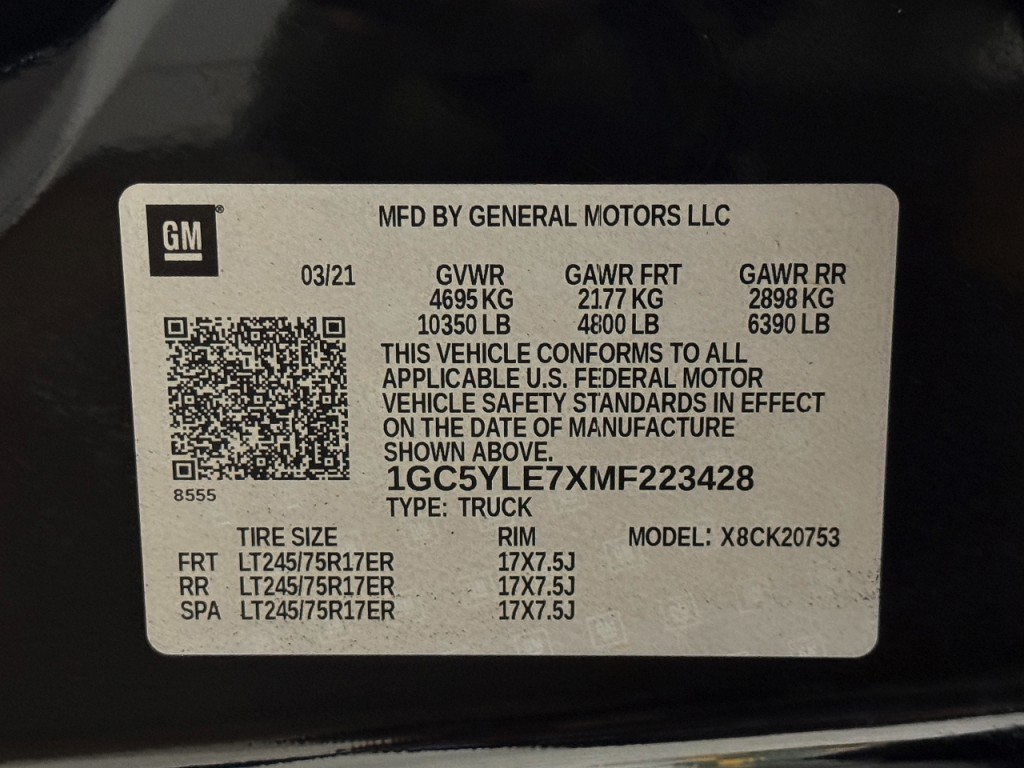 GM®
MFD BY GENERAL MOTORS LLC
03/21 GVWR GAWR FRT GAWR RR
4695 KG 2177 KG 2898 KG
10350 LB 4800 LB 6390 LB
THIS VEHICLE CONFORMS TO ALL
APPLICABLE U.S. FEDERAL MOTOR
VEHICLE SAFETY STANDARDS IN EFFECT
ON THE DATE OF MANUFACTURE
SHOWN ABOVE.
1GC5YLE7XMF223428
8555
TYPE: TRUCK
TIRE SIZE RIM MODEL: X8CK20753
FRT LT245/75R17ER 17X7.5J
RR LT245/75R17ER 17X7.5J
SPA LT245/75R17ER 17X7.5J